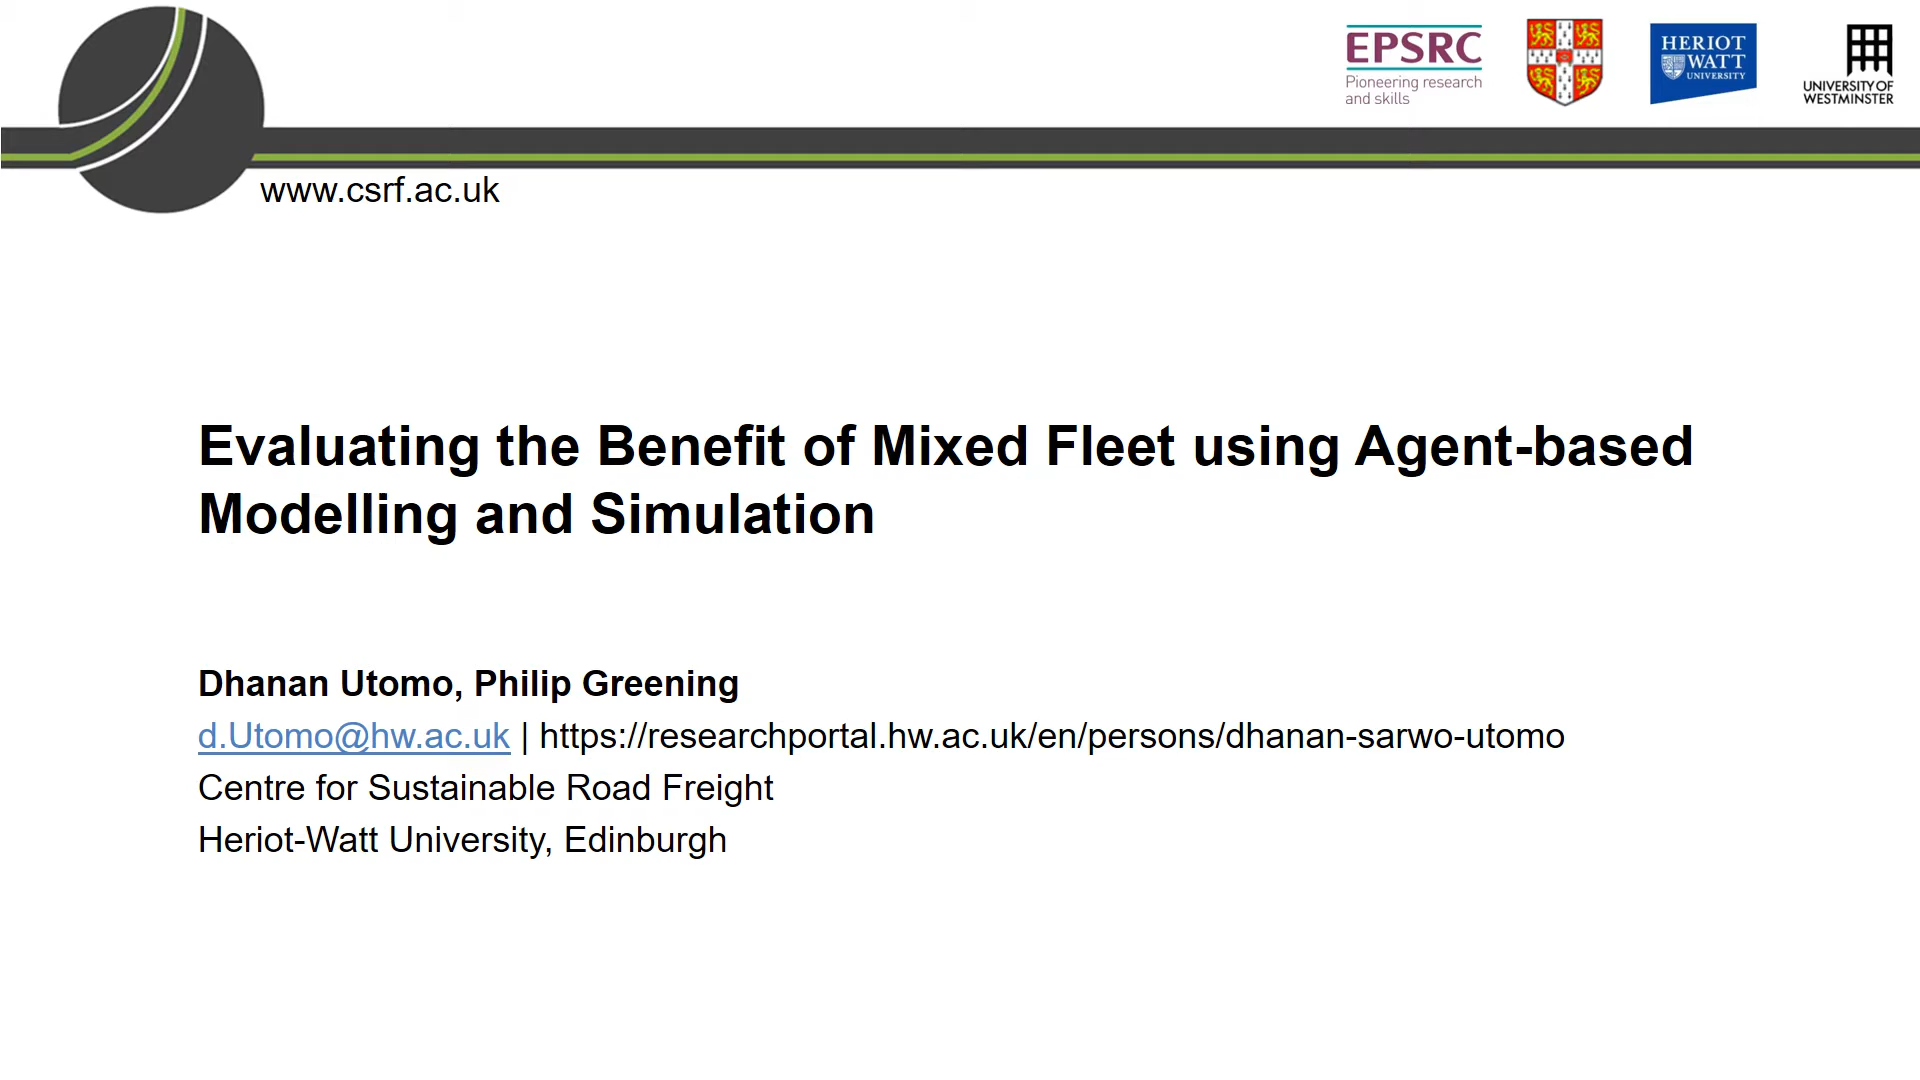 EPSRC
Pioneering research
and skills
HERIOT
WATT
UNIVERSITY
UNIVERSITY OF
WESTMINSTER
www.csrf.ac.uk
Evaluating the Benefit of Mixed Fleet using Agent-based
Modelling and Simulation
Dhanan Utomo, Philip Greening
d.Utomo@hw.ac.uk | https://researchportal.hw.ac.uk/en/persons/dhanan-sarwo-utomo
Centre for Sustainable Road Freight
Heriot-Watt University, Edinburgh